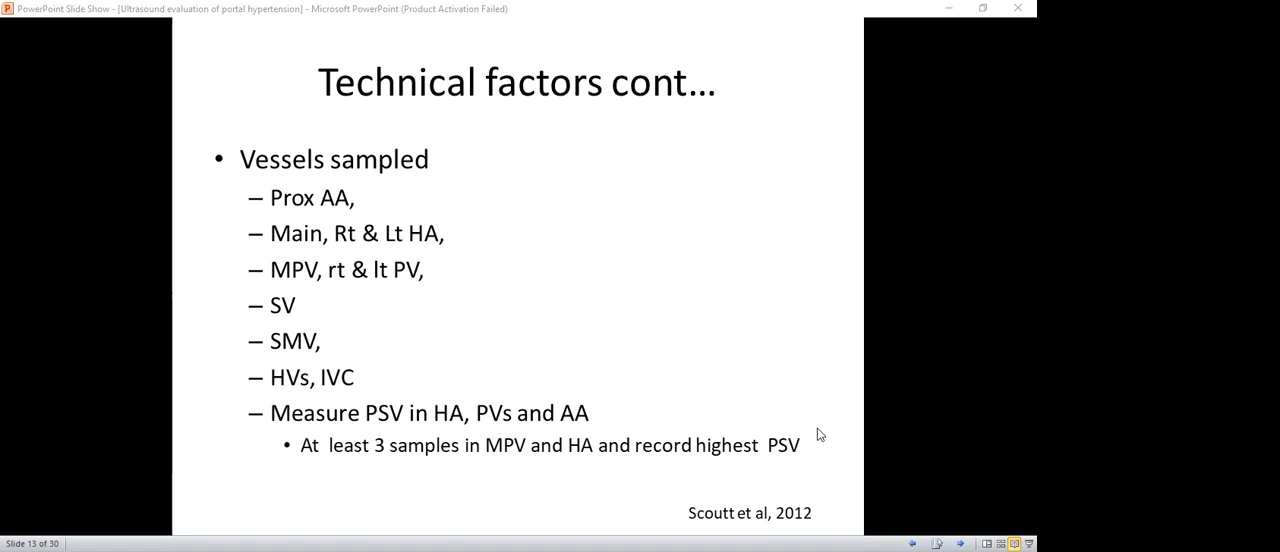 PowerPoint Slide Show - [Ultrasound evaluation of portal hypertension] - Microsoft PowerPoint (Product Activation Failed)
Technical factors cont…
• Vessels sampled
– Prox AA,
– Main, Rt & Lt HA,
– MPV, rt & lt PV,
– SV
– SMV,
– HVs, IVC
– Measure PSV in HA, PVs and AA
• At least 3 samples in MPV and HA and record highest PSV
Scoutt et al, 2012
Slide 13 of 30